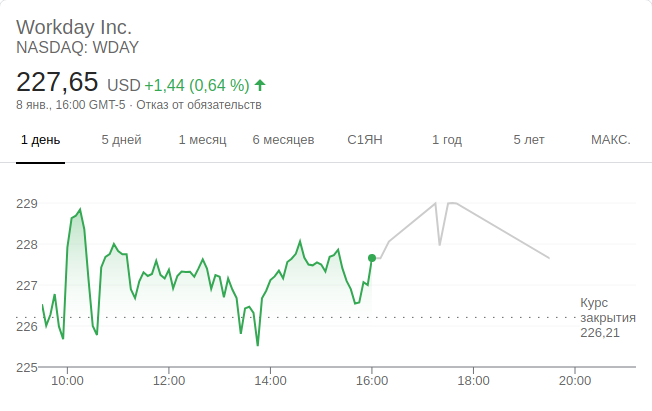 Workday Inc.
NASDAQ: WDAY
227,65 USD +1,44 (0,64 %)
8 янв., 16:00 GMT-5 · Отказ от обязательств
1 день 5 дней 1 месяц 6 месяцев С1ЯН 1 год 5 лет МАКС.
229
228
227
226
225
Курс
закрытия
226,21
10:00 12:00 14:00 16:00 18:00 20:00